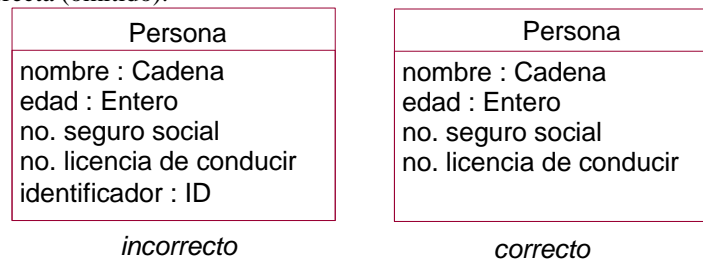 Persona
nombre : Cadena
edad : Entero
no. seguro social
no. licencia de conducir
identificador : ID
incorrecto
Persona
nombre : Cadena
edad : Entero
no. seguro social
no. licencia de conducir
correcto